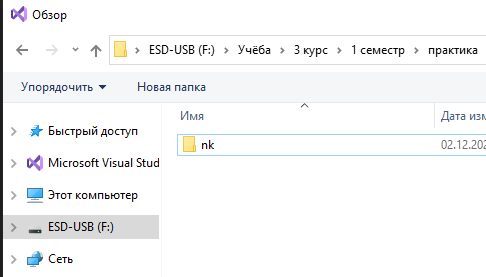 Обзор
ESD-USB (F:) › Учёба › 3 курс › 1 семестр › практика
Упорядочить Новая папка
Имя Дата изм
Быстрый доступ
nk 02.12.202
Microsoft Visual Stud
Этот компьютер
ESD-USB (F:)
Сеть